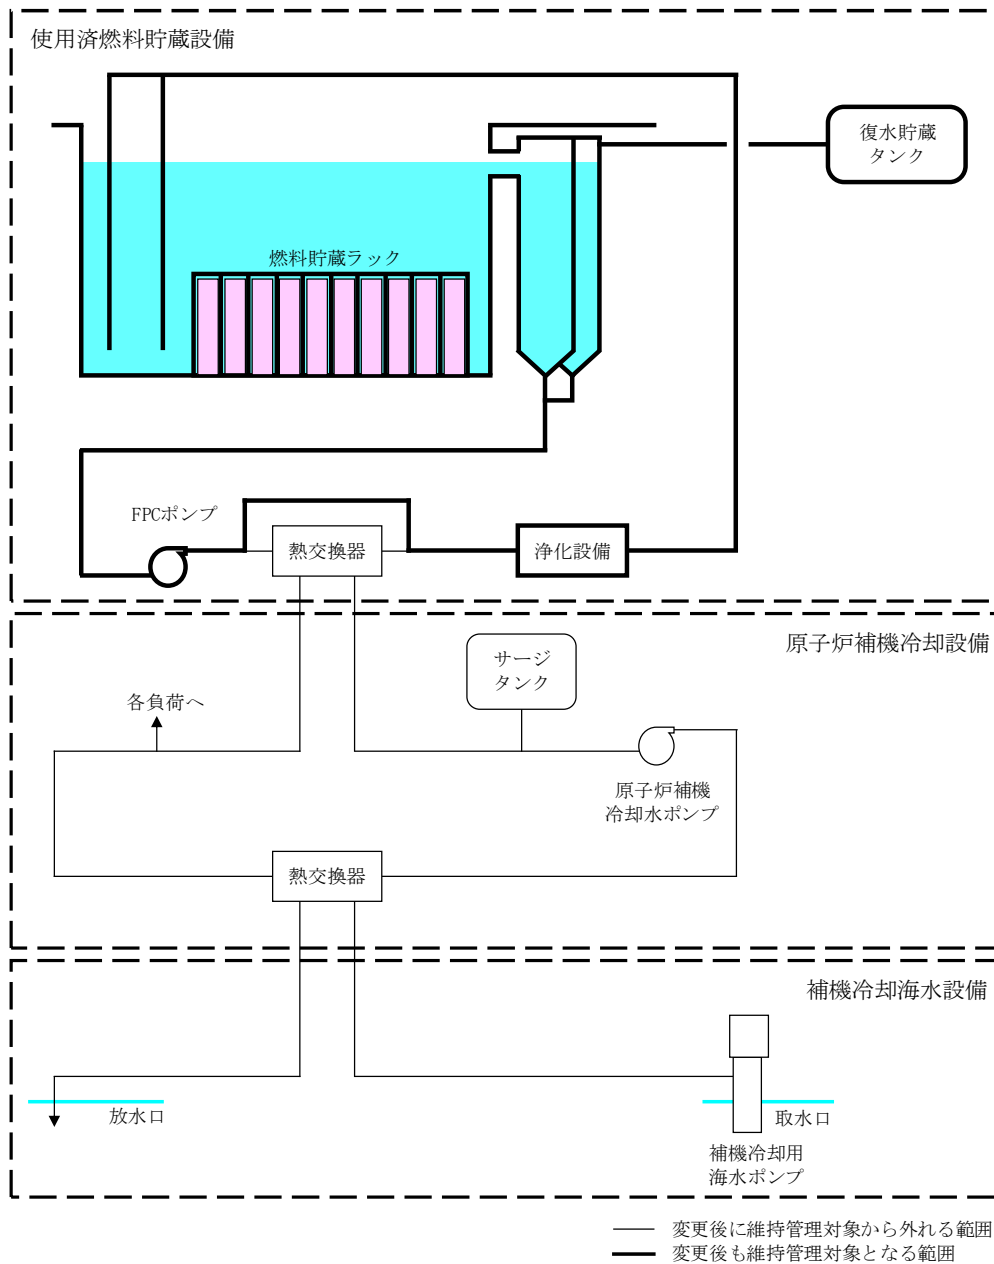 使用済燃料貯蔵設備
復水貯蔵
タンク
燃料貯蔵ラック
FPCポンプ
熱交換器
浄化設備
原子炉補機冷却設備
サージ
タンク
各負荷へ
原子炉補機
冷却水ポンプ
熱交換器
補機冷却海水設備
放水口
取水口
補機冷却用
海水ポンプ
変更後に維持管理対象から外れる範囲
変更後も維持管理対象となる範囲